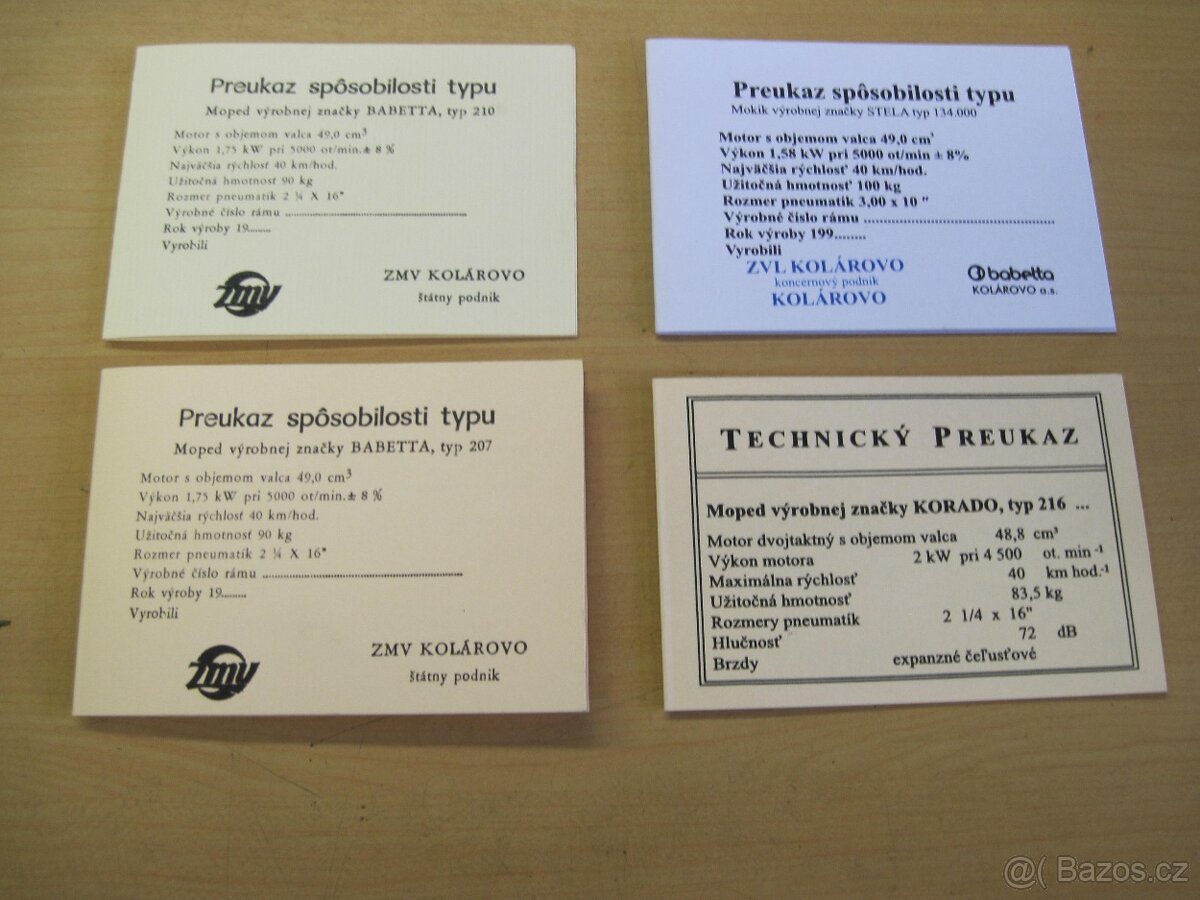 Preukaz spôsobilosti typu
Moped výrobnej značky BABETTA, typ 210
Motor s objemom valca 49,0 cm³
Výkon 1,75 kW pri 5000 ot/min.± 8 %
Najväčšia rýchlosť 40 km/hod.
Užitočná hmotnosť 90 kg
Rozmer pneumatik 2 ¼ X 16"
Výrobné číslo rámu ..........
Rok výroby 19........
Vyrobili
zmv
ZMV KOLÁROVO
štátny podnik
Preukaz spôsobilosti typu
Mokik výrobnej značky STELA typ 134.000
Motor s objemom valca 49,0 cm³
Výkon 1,58 kW pri 5000 ot/min ± 8%
Najväčšia rýchlosť 40 km/hod.
Užitočná hmotnosť 100 kg
Rozmer pneumatik 3,00 x 10 "
Výrobné číslo rámu ..........
Rok výroby 199........
Vyrobili
ZVL KOLÁROVO
koncernový podnik
KOLÁROVO
babetta
KOLÁROVO a.s.
Preukaz spôsobilosti typu
Moped výrobnej značky BABETTA, typ 207
Motor s objemom valca 49,0 cm³
Výkon 1,75 kW pri 5000 ot/min.± 8 %
Najväčšia rýchlosť 40 km/hod.
Užitočná hmotnosť 90 kg
Rozmer pneumatik 2 ¼ X 16"
Výrobné číslo rámu ..........
Rok výroby 19........
Vyrobili
zmv
ZMV KOLÁROVO
štátny podnik
TECHNICKÝ PREUKAZ
Moped výrobnej značky KORADO, typ 216 ...
Motor dvojtaktný s objemom valca 48,8 cm³
Výkon motora 2 kW pri 4 500 ot. min⁻¹
Maximálna rýchlosť 40 km hod.⁻¹
Užitočná hmotnosť 83,5 kg
Rozmery pneumatík 2 1/4 x 16"
Hlučnosť 72 dB
Brzdy expanzné čeľusťové
@( Bazos.cz